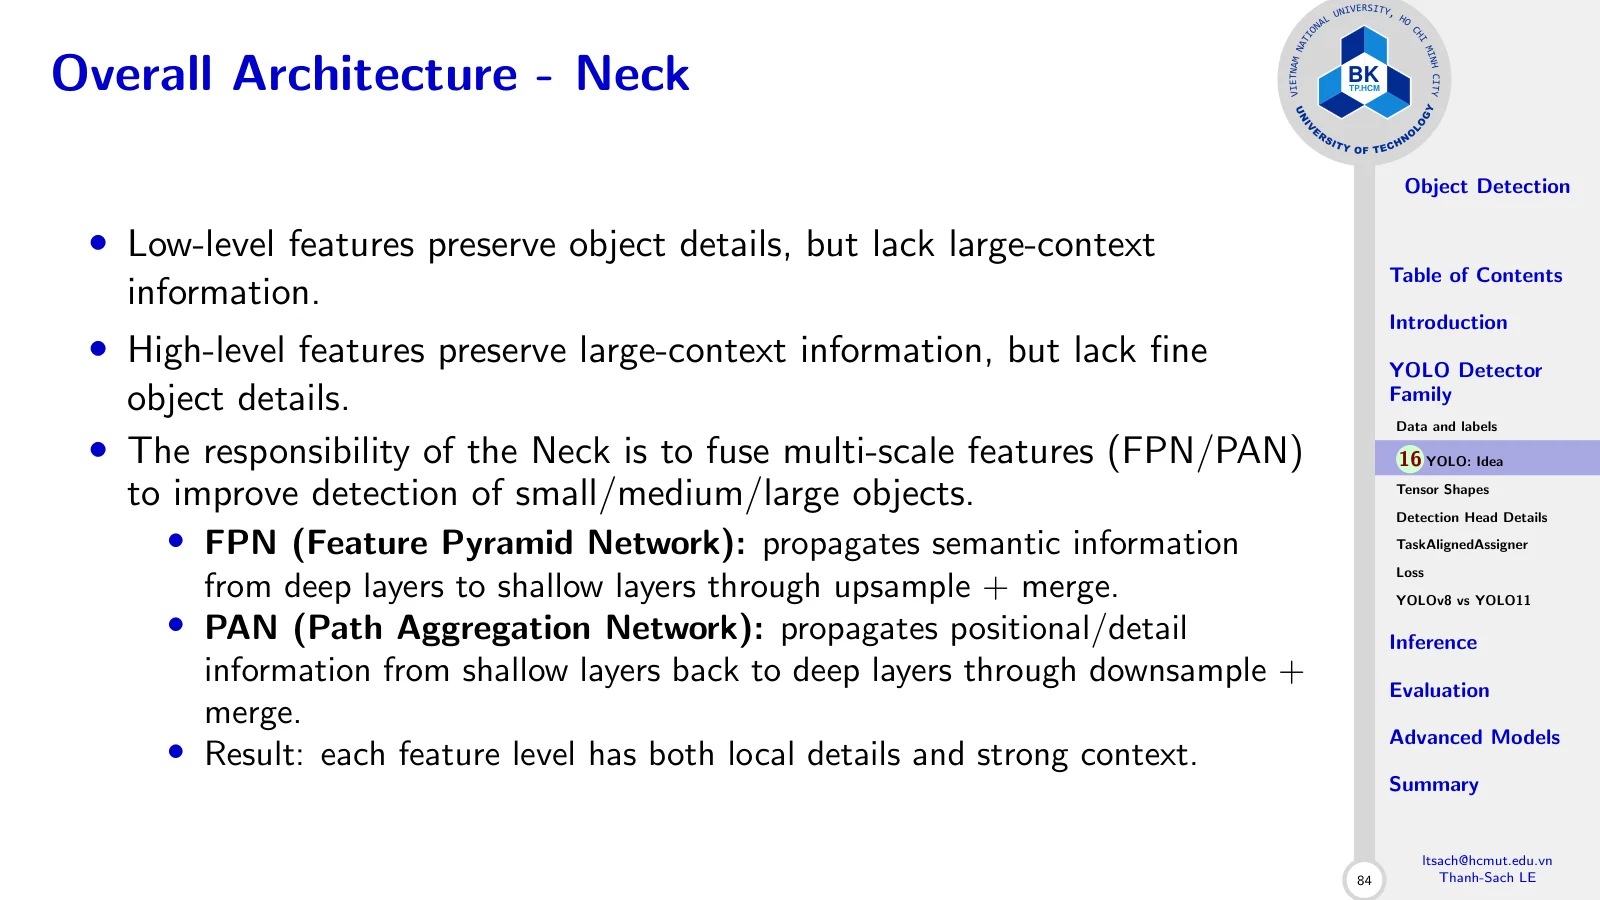 Overall Architecture - Neck
• Low-level features preserve object details, but lack large-context
information.
• High-level features preserve large-context information, but lack fine
object details.
• The responsibility of the Neck is to fuse multi-scale features (FPN/PAN)
to improve detection of small/medium/large objects.
• FPN (Feature Pyramid Network): propagates semantic information
from deep layers to shallow layers through upsample + merge.
• PAN (Path Aggregation Network): propagates positional/detail
information from shallow layers back to deep layers through downsample +
merge.
• Result: each feature level has both local details and strong context.
VIETNAM NATIONAL UNIVERSITY, HO CHI MINH CITY
BK
TP.HCM
UNIVERSITY OF TECHNOLOGY
Object Detection
Table of Contents
Introduction
YOLO Detector
Family
Data and labels
16 YOLO: Idea
Tensor Shapes
Detection Head Details
TaskAlignedAssigner
Loss
YOLOv8 vs YOLO11
Inference
Evaluation
Advanced Models
Summary
ltsach@hcmut.edu.vn
Thanh-Sach LE
84